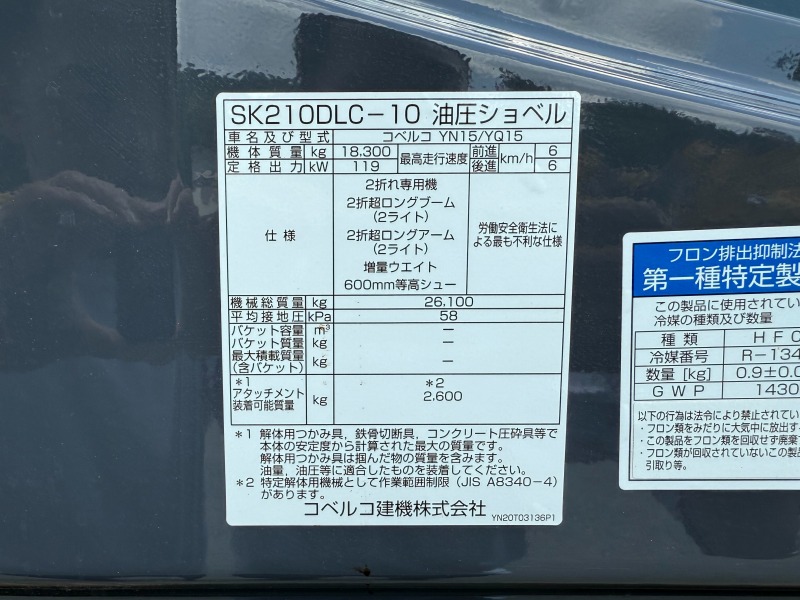 SK210DLC-10 油圧ショベル
車名及び型式 コベルコ YN15/YQ15
機体質量 kg 18,300 最高走行速度 前進 km/h 6
定格出力 kW 119 後進 6
仕様
2折れ専用機
2折超ロングブーム
(2ライト)
2折超ロングアーム
(2ライト)
増量ウエイト
600mm等高シュー
労働安全衛生法に
よる最も不利な仕様
機械総質量 kg 26,100
平均接地圧 kPa 58
バケット容量 m³ ー
バケット質量 kg ー
最大積載質量 kg ー
(含バケット)
*1 *2
アタッチメント kg 2,600
装着可能質量
*1 解体用つかみ具，鉄骨切断具，コンクリート圧砕具等で
本体の安定度から計算された最大の質量です。
解体用つかみ具は掴んだ物の質量を含みます。
油量，油圧等に適合したものを装着してください。
*2 特定解体用機械として作業範囲制限（JIS A8340-4）
があります。
コベルコ建機株式会社 YN20T03136P1
フロン排出抑制法
第一種特定製
この製品に使用されてい
冷媒の種類及び数量
種類 HFC
冷媒番号 R-134
数量 [kg] 0.9±0.0
GWP 1430
以下の行為は法令により禁止されてい
・フロン類をみだりに大気中に放出す
・この製品をフロン類を回収せず廃棄す
・フロン類が回収されていないこの製品
引取り等。